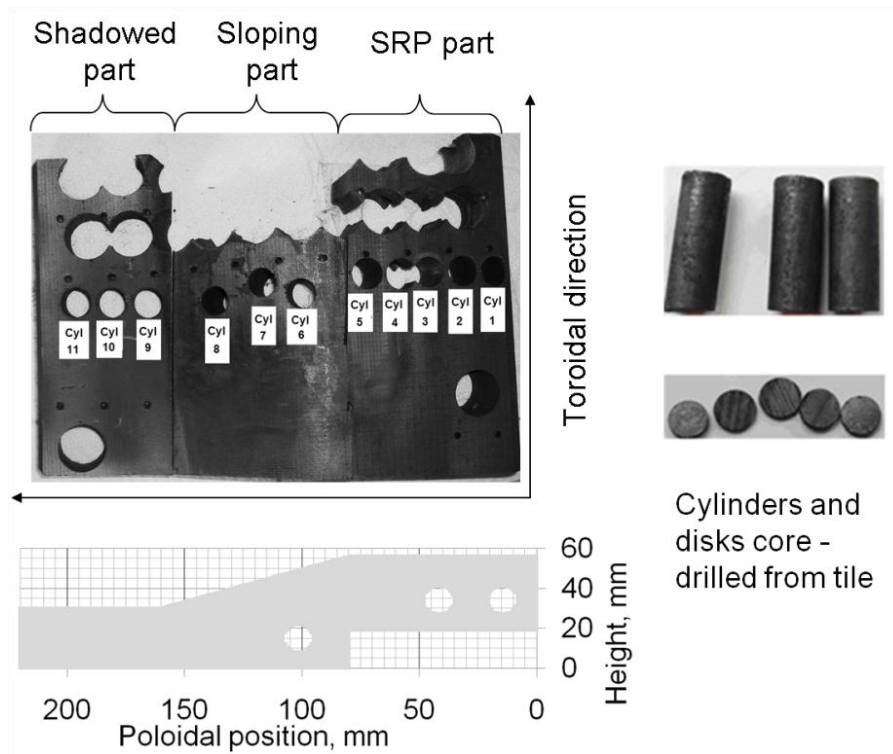 Shadowed
part
Sloping
part
SRP part
Cyl
11
Cyl
10
Cyl
9
Cyl
8
Cyl
7
Cyl
6
Cyl
5
Cyl
4
Cyl
3
Cyl
2
Cyl
1
Toroidal direction
Cylinders and
disks core -
drilled from tile
60
40
20
0
Height, mm
200
150
100
50
0
Poloidal position, mm